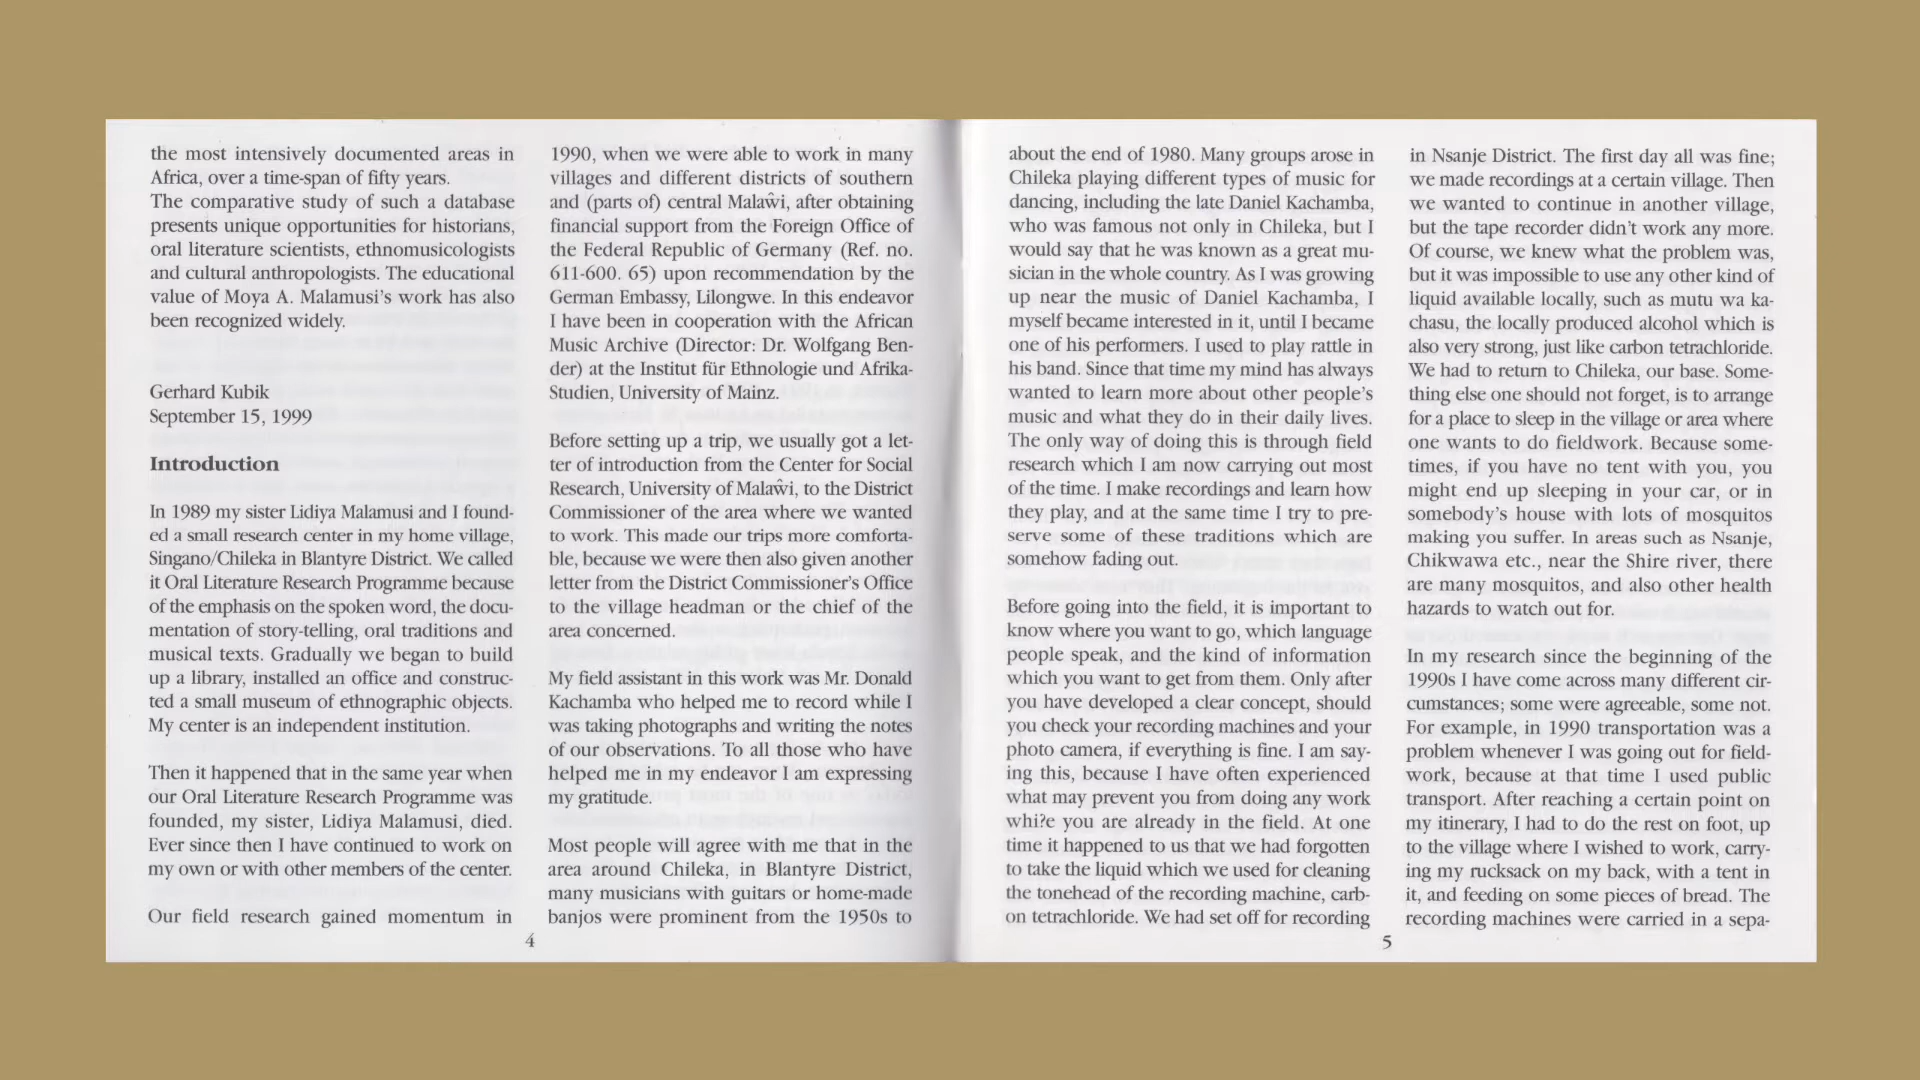 the most intensively documented areas in
Africa, over a time-span of fifty years.
The comparative study of such a database
presents unique opportunities for historians,
oral literature scientists, ethnomusicologists
and cultural anthropologists. The educational
value of Moya A. Malamusi's work has also
been recognized widely.
Gerhard Kubik
September 15, 1999
Introduction
In 1989 my sister Lidiya Malamusi and I found-
ed a small research center in my home village,
Singano/Chileka in Blantyre District. We called
it Oral Literature Research Programme because
of the emphasis on the spoken word, the docu-
mentation of story-telling, oral traditions and
musical texts. Gradually we began to build
up a library, installed an office and construc-
ted a small museum of ethnographic objects.
My center is an independent institution.
Then it happened that in the same year when
our Oral Literature Research Programme was
founded, my sister, Lidiya Malamusi, died.
Ever since then I have continued to work on
my own or with other members of the center.
Our field research gained momentum in
1990, when we were able to work in many
villages and different districts of southern
and (parts of) central Malaŵi, after obtaining
financial support from the Foreign Office of
the Federal Republic of Germany (Ref. no.
611-600. 65) upon recommendation by the
German Embassy, Lilongwe. In this endeavor
I have been in cooperation with the African
Music Archive (Director: Dr. Wolfgang Ben-
der) at the Institut für Ethnologie und Afrika-
Studien, University of Mainz.
Before setting up a trip, we usually got a let-
ter of introduction from the Center for Social
Research, University of Malaŵi, to the District
Commissioner of the area where we wanted
to work. This made our trips more comforta-
ble, because we were then also given another
letter from the District Commissioner's Office
to the village headman or the chief of the
area concerned.
My field assistant in this work was Mr. Donald
Kachamba who helped me to record while I
was taking photographs and writing the notes
of our observations. To all those who have
helped me in my endeavor I am expressing
my gratitude.
Most people will agree with me that in the
area around Chileka, in Blantyre District,
many musicians with guitars or home-made
banjos were prominent from the 1950s to
4
about the end of 1980. Many groups arose in
Chileka playing different types of music for
dancing, including the late Daniel Kachamba,
who was famous not only in Chileka, but I
would say that he was known as a great mu-
sician in the whole country. As I was growing
up near the music of Daniel Kachamba, I
myself became interested in it, until I became
one of his performers. I used to play rattle in
his band. Since that time my mind has always
wanted to learn more about other people's
music and what they do in their daily lives.
The only way of doing this is through field
research which I am now carrying out most
of the time. I make recordings and learn how
they play, and at the same time I try to pre-
serve some of these traditions which are
somehow fading out.
Before going into the field, it is important to
know where you want to go, which language
people speak, and the kind of information
which you want to get from them. Only after
you have developed a clear concept, should
you check your recording machines and your
photo camera, if everything is fine. I am say-
ing this, because I have often experienced
what may prevent you from doing any work
whi?e you are already in the field. At one
time it happened to us that we had forgotten
to take the liquid which we used for cleaning
the tonehead of the recording machine, carb-
on tetrachloride. We had set off for recording
in Nsanje District. The first day all was fine;
we made recordings at a certain village. Then
we wanted to continue in another village,
but the tape recorder didn't work any more.
Of course, we knew what the problem was,
but it was impossible to use any other kind of
liquid available locally, such as mutu wa ka-
chasu, the locally produced alcohol which is
also very strong, just like carbon tetrachloride.
We had to return to Chileka, our base. Some-
thing else one should not forget, is to arrange
for a place to sleep in the village or area where
one wants to do fieldwork. Because some-
times, if you have no tent with you, you
might end up sleeping in your car, or in
somebody's house with lots of mosquitos
making you suffer. In areas such as Nsanje,
Chikwawa etc., near the Shire river, there
are many mosquitos, and also other health
hazards to watch out for.
In my research since the beginning of the
1990s I have come across many different cir-
cumstances; some were agreeable, some not.
For example, in 1990 transportation was a
problem whenever I was going out for field-
work, because at that time I used public
transport. After reaching a certain point on
my itinerary, I had to do the rest on foot, up
to the village where I wished to work, carry-
ing my rucksack on my back, with a tent in
it, and feeding on some pieces of bread. The
recording machines were carried in a sepa-
5